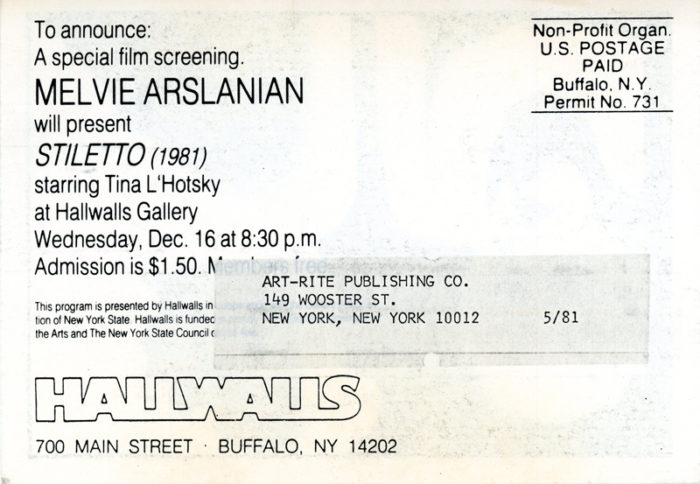 To announce:
A special film screening.
MELVIE ARSLANIAN
will present
STILETTO (1981)
starring Tina L'Hotsky
at Hallwalls Gallery
Wednesday, Dec. 16 at 8:30 p.m.
Admission is $1.50. Members free.
This program is presented by Hallwalls in
tion of New York State. Hallwalls is funded
the Arts and The New York State Council o
HALLWALLS
700 MAIN STREET · BUFFALO, NY 14202
Non-Profit Organ.
U.S. POSTAGE
PAID
Buffalo, N.Y.
Permit No. 731
ART-RITE PUBLISHING CO.
149 WOOSTER ST.
NEW YORK, NEW YORK 10012 5/81